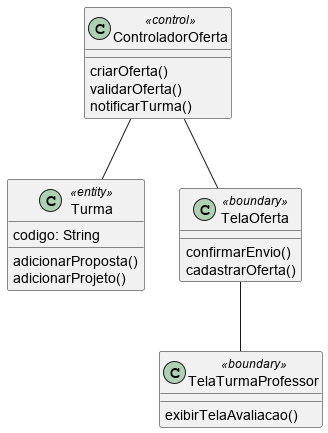 C «control»
ControladorOferta
criarOferta()
validarOferta()
notificarTurma()
C «entity»
Turma
codigo: String
adicionarProposta()
adicionarProjeto()
C «boundary»
TelaOferta
confirmarEnvio()
cadastrarOferta()
C «boundary»
TelaTurmaProfessor
exibirTelaAvaliacao()